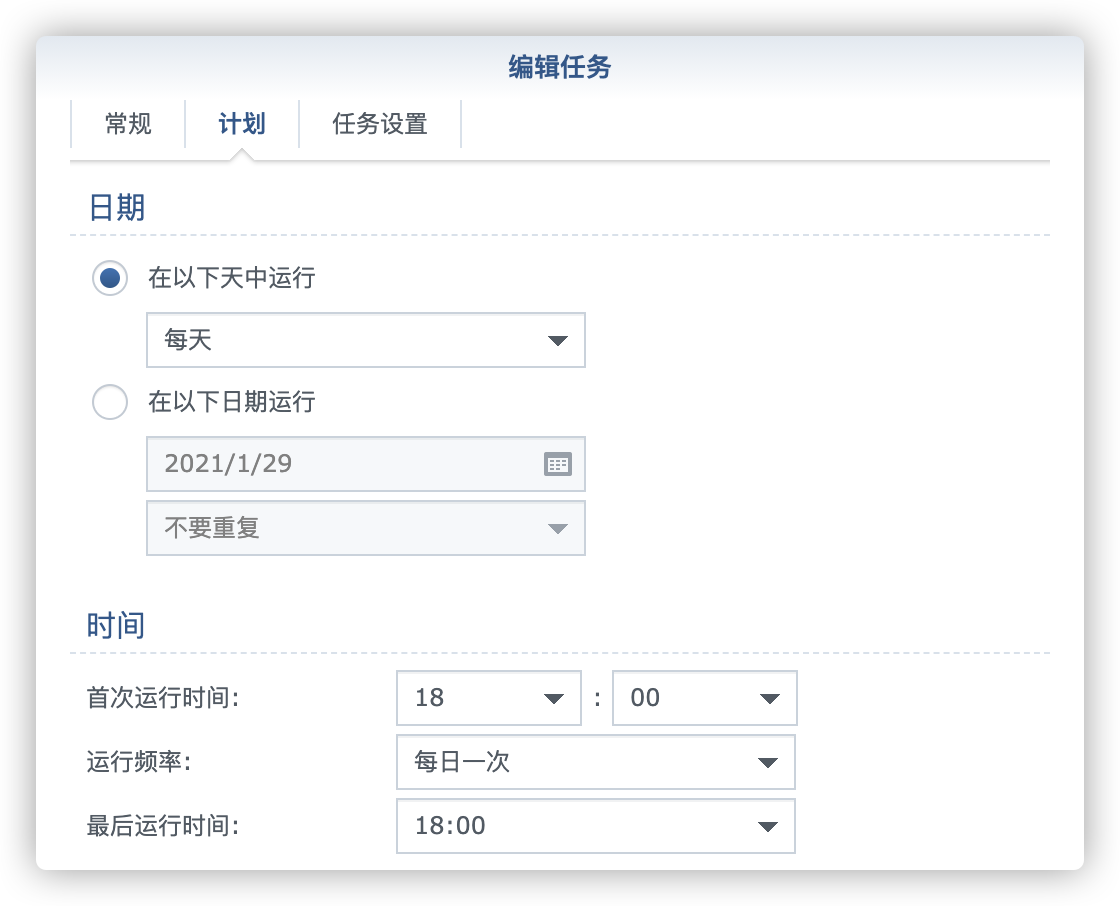 编辑任务
常规 计划 任务设置
日期
在以下天中运行
每天
在以下日期运行
2021/1/29
不要重复
时间
首次运行时间: 18 : 00
运行频率: 每日一次
最后运行时间: 18:00